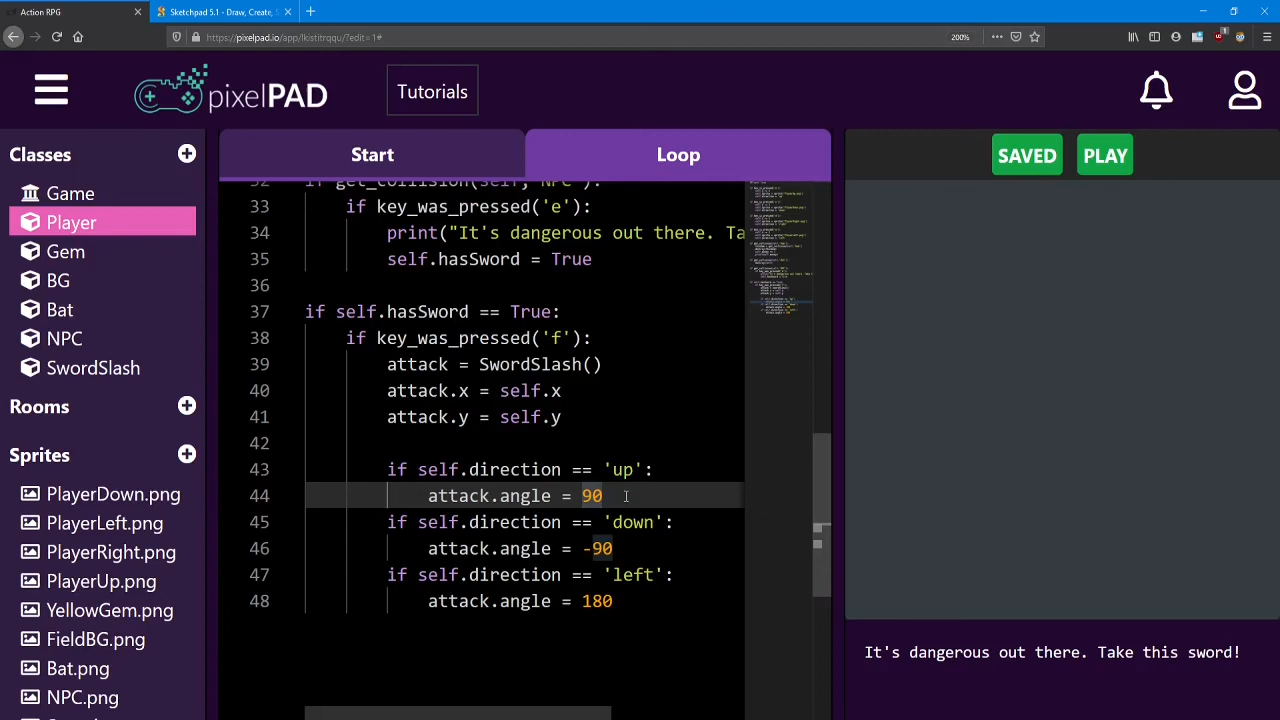 Action RPG
Sketchpad 5.1 - Draw, Create, S
https://pixelpad.io/app/lkistitrqqu/?edit=1#
200%
pixelPAD
Tutorials
Classes
Game
Player
Gem
BG
Bat
NPC
SwordSlash
Rooms
Sprites
PlayerDown.png
PlayerLeft.png
PlayerRight.png
PlayerUp.png
YellowGem.png
FieldBG.png
Bat.png
NPC.png
Start
Loop
32 if get_collision(self, 'NPC'):
33 if key_was_pressed('e'):
34 print("It's dangerous out there. Ta
35 self.hasSword = True
36
37 if self.hasSword == True:
38 if key_was_pressed('f'):
39 attack = SwordSlash()
40 attack.x = self.x
41 attack.y = self.y
42
43 if self.direction == 'up':
44 attack.angle = 90
45 if self.direction == 'down':
46 attack.angle = -90
47 if self.direction == 'left':
48 attack.angle = 180
SAVED
PLAY
It's dangerous out there. Take this sword!